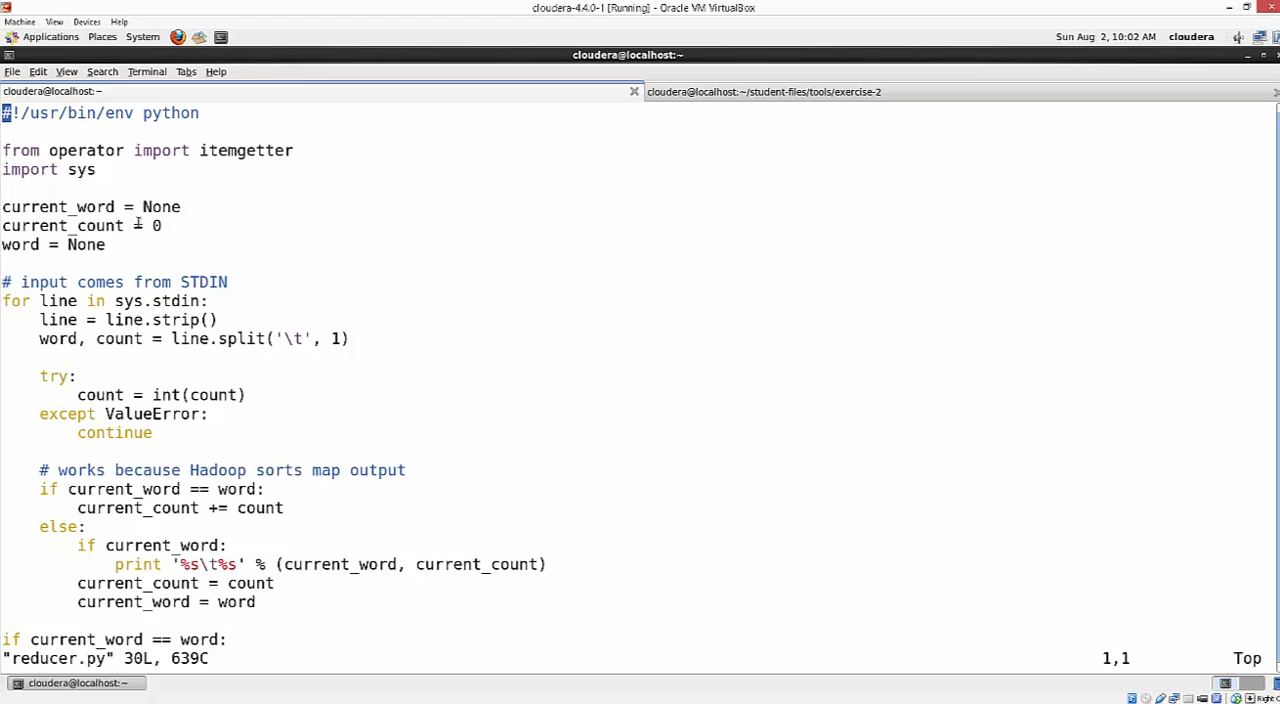 cloudera-4.4.0-1 [Running] - Oracle VM VirtualBox
Machine View Devices Help
Applications Places System Sun Aug 2, 10:02 AM cloudera
cloudera@localhost:~
File Edit View Search Terminal Tabs Help
cloudera@localhost:~ cloudera@localhost:~/student-files/tools/exercise-2
#!/usr/bin/env python
from operator import itemgetter
import sys
current_word = None
current_count = 0
word = None
# input comes from STDIN
for line in sys.stdin:
    line = line.strip()
    word, count = line.split('\t', 1)
    try:
        count = int(count)
    except ValueError:
        continue
    # works because Hadoop sorts map output
    if current_word == word:
        current_count += count
    else:
        if current_word:
            print '%s\t%s' % (current_word, current_count)
        current_count = count
        current_word = word
if current_word == word:
"reducer.py" 30L, 639C 1,1 Top
cloudera@localhost:~
Right C